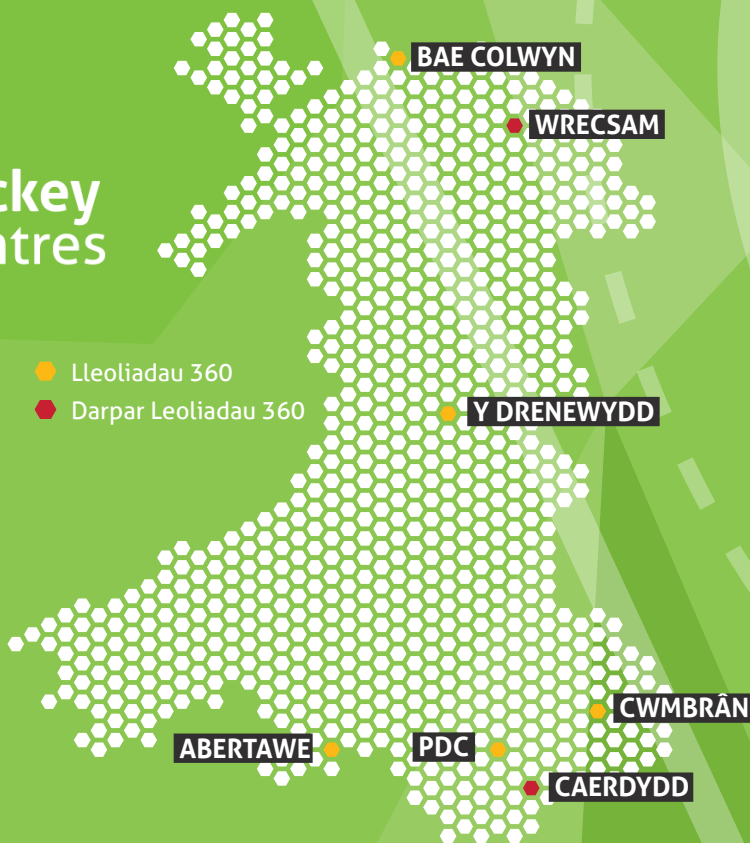 BAE COLWYN
WRECSAM
ckey
ntres
Lleoliadau 360
Darpar Leoliadau 360
Y DRENEWYDD
CWMBRÂN
ABERTAWE
PDC
CAERDYDD